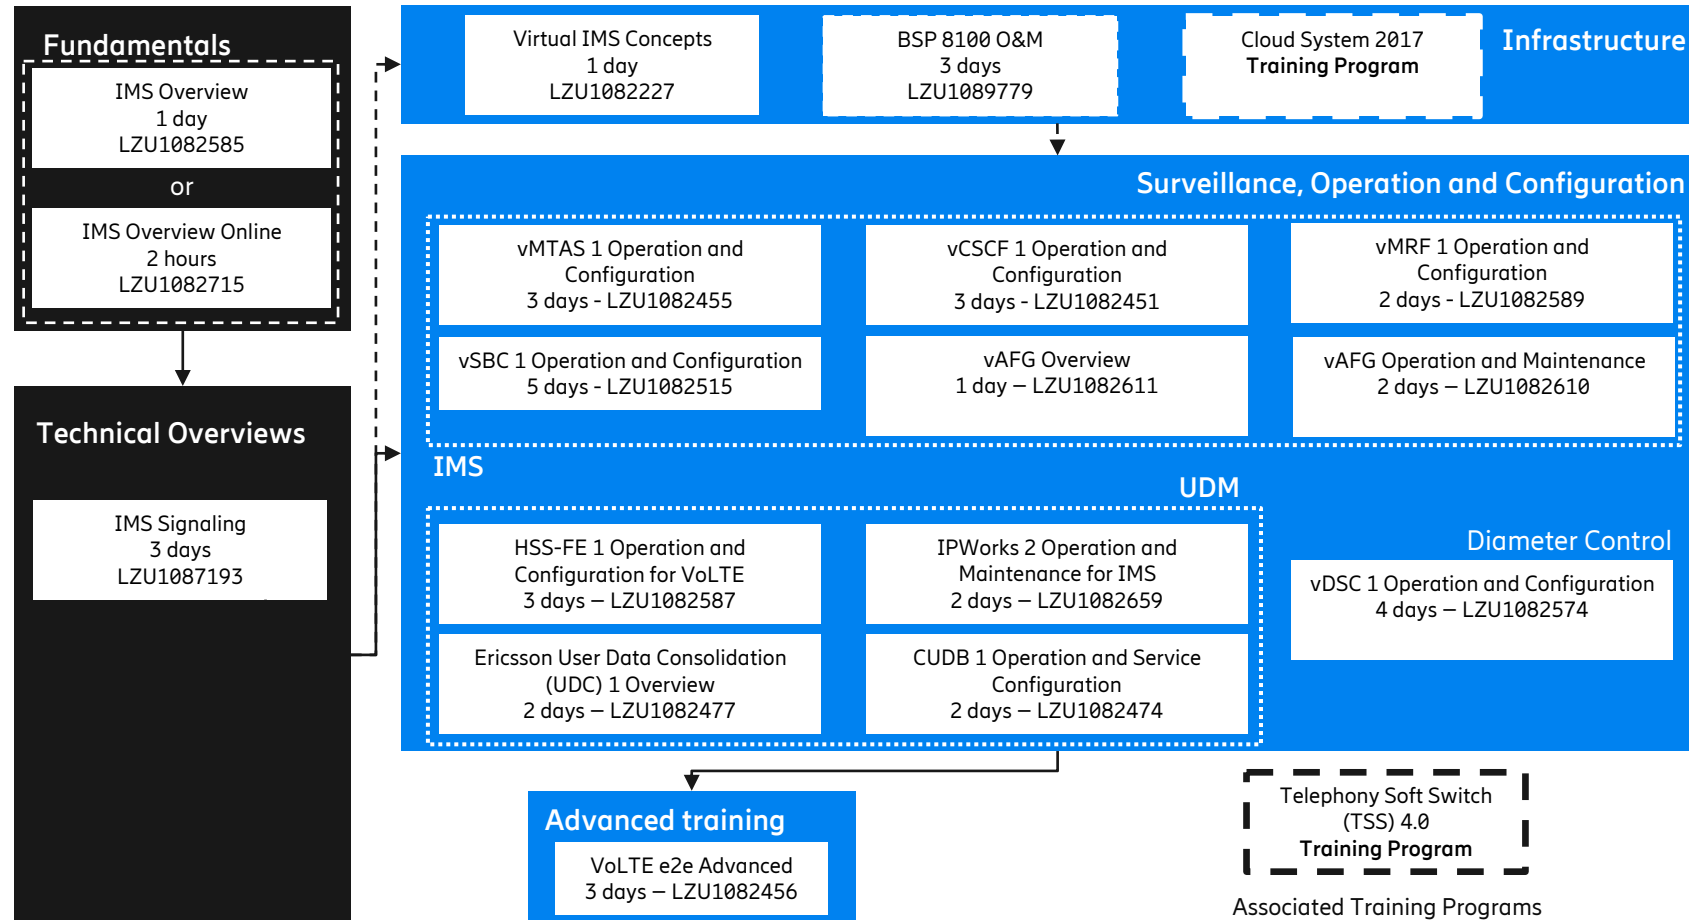 Fundamentals
IMS Overview
1 day
LZU1082585
or
IMS Overview Online
2 hours
LZU1082715
Technical Overviews
IMS Signaling
3 days
LZU1087193
Infrastructure
Virtual IMS Concepts
1 day
LZU1082227
BSP 8100 O&M
3 days
LZU1089779
Cloud System 2017
Training Program
Surveillance, Operation and Configuration
vMTAS 1 Operation and
Configuration
3 days - LZU1082455
vCSCF 1 Operation and
Configuration
3 days - LZU1082451
vMRF 1 Operation and
Configuration
2 days - LZU1082589
vSBC 1 Operation and Configuration
5 days - LZU1082515
vAFG Overview
1 day – LZU1082611
vAFG Operation and Maintenance
2 days – LZU1082610
IMS
UDM
HSS-FE 1 Operation and
Configuration for VoLTE
3 days – LZU1082587
IPWorks 2 Operation and
Maintenance for IMS
2 days – LZU1082659
Ericsson User Data Consolidation
(UDC) 1 Overview
2 days – LZU1082477
CUDB 1 Operation and Service
Configuration
2 days – LZU1082474
Diameter Control
vDSC 1 Operation and Configuration
4 days – LZU1082574
Advanced training
VoLTE e2e Advanced
3 days – LZU1082456
Telephony Soft Switch
(TSS) 4.0
Training Program
Associated Training Programs